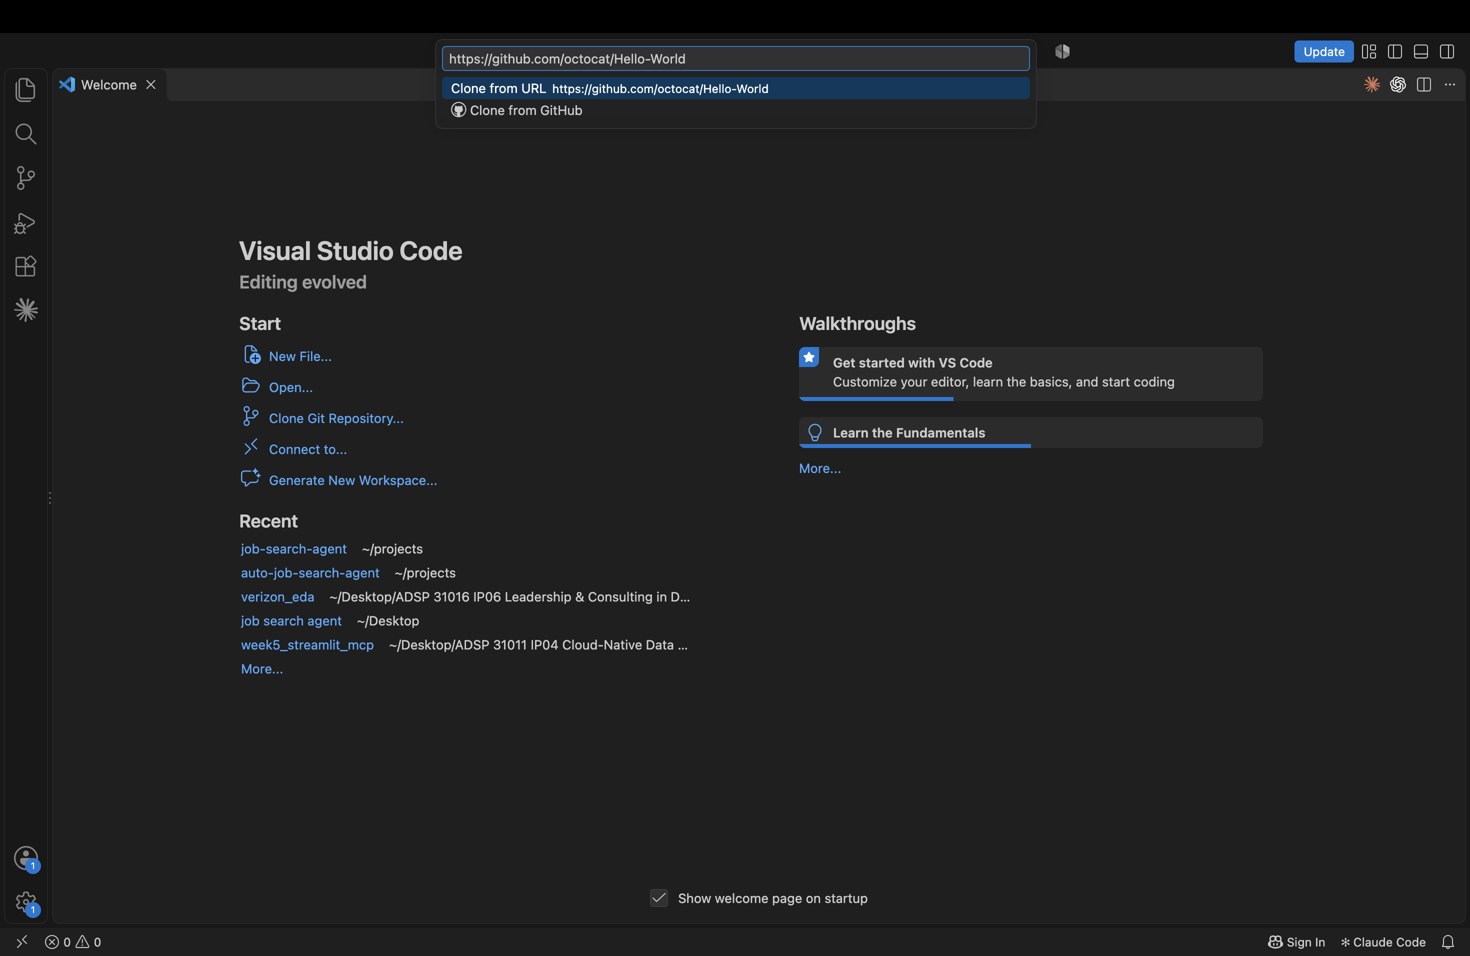 https://github.com/octocat/Hello-World
Update
Clone from URL https://github.com/octocat/Hello-World
Clone from GitHub
Welcome
Visual Studio Code
Editing evolved
Start
New File...
Open...
Clone Git Repository...
Connect to...
Generate New Workspace...
Recent
job-search-agent ~/projects
auto-job-search-agent ~/projects
verizon_eda ~/Desktop/ADSP 31016 IP06 Leadership & Consulting in D...
job search agent ~/Desktop
week5_streamlit_mcp ~/Desktop/ADSP 31011 IP04 Cloud-Native Data ...
More...
Walkthroughs
Get started with VS Code
Customize your editor, learn the basics, and start coding
Learn the Fundamentals
More...
1
1
Show welcome page on startup
0 0
Sign In
Claude Code